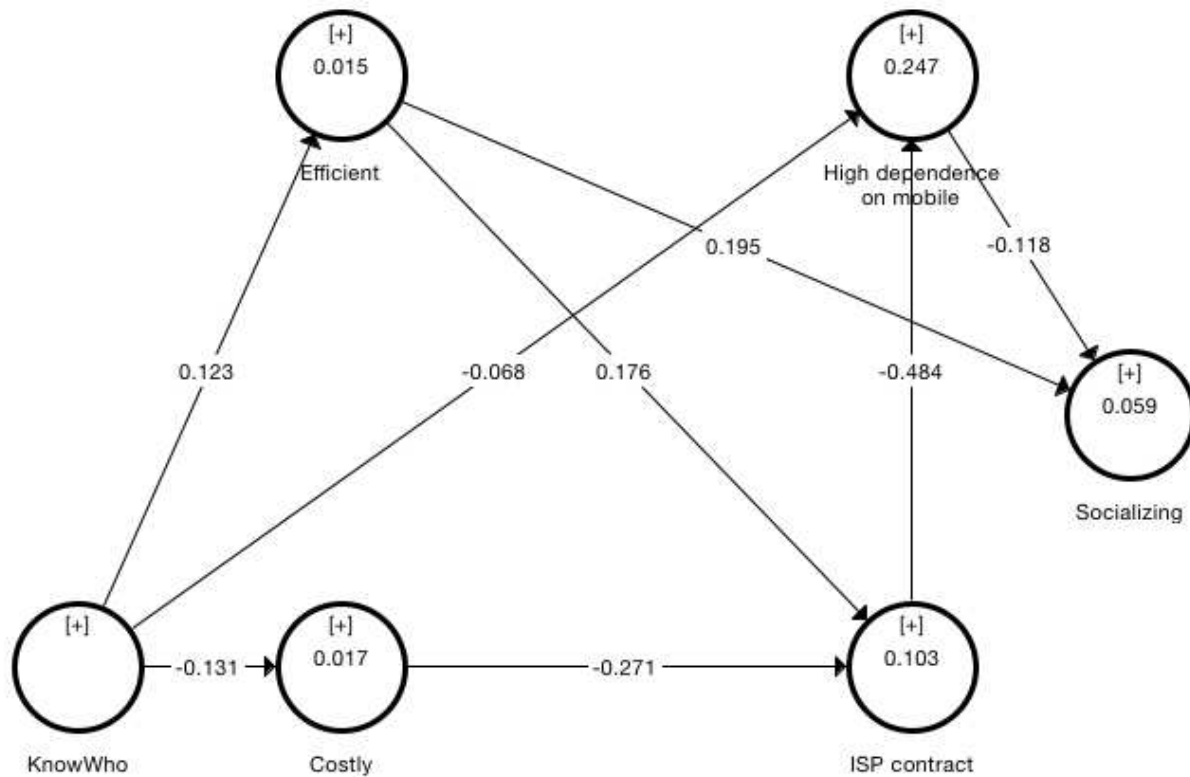 [+]
0.015
Efficient
[+]
0.247
High dependence
on mobile
0.195
-0.118
0.123
-0.068
0.176
-0.484
[+]
0.059
Socializing
[+]
KnowWho
-0.131
[+]
0.017
Costly
-0.271
[+]
0.103
ISP contract